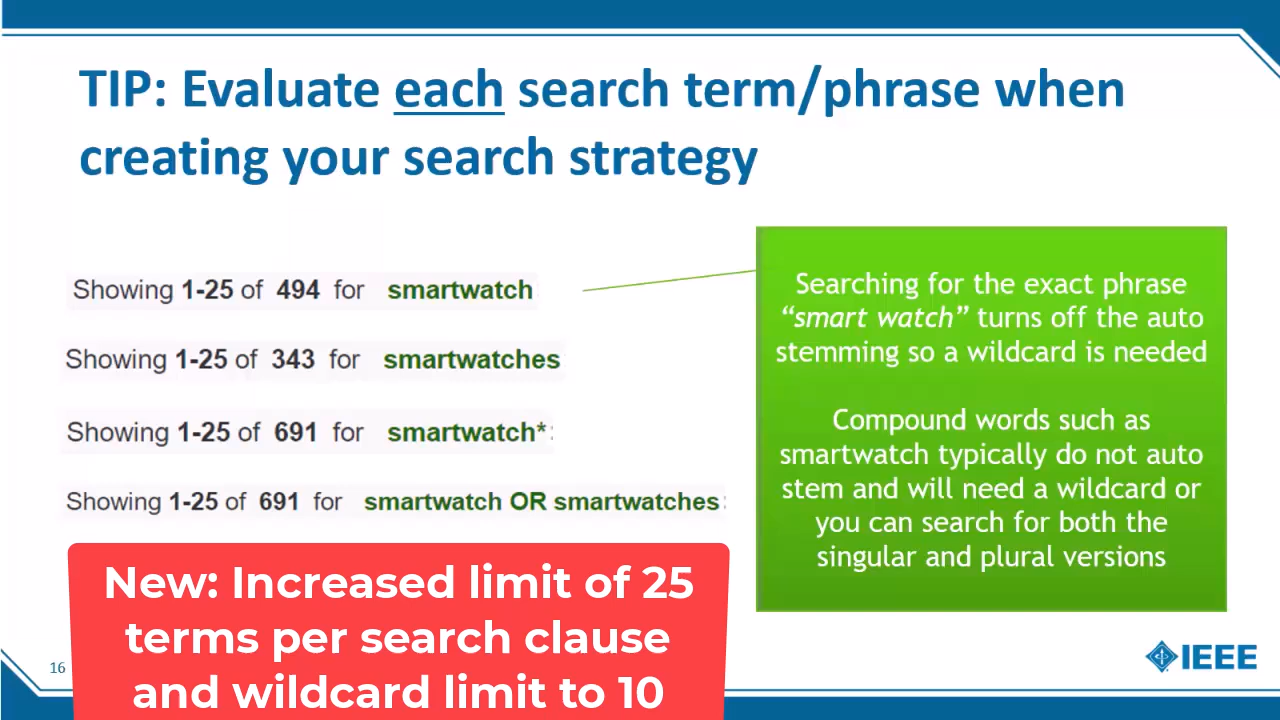 TIP: Evaluate each search term/phrase when
creating your search strategy
Showing 1-25 of 494 for smartwatch
Showing 1-25 of 343 for smartwatches
Showing 1-25 of 691 for smartwatch*:
Showing 1-25 of 691 for smartwatch OR smartwatches:
Searching for the exact phrase
“smart watch” turns off the auto
stemming so a wildcard is needed
Compound words such as
smartwatch typically do not auto
stem and will need a wildcard or
you can search for both the
singular and plural versions
New: Increased limit of 25
terms per search clause
and wildcard limit to 10
16
IEEE